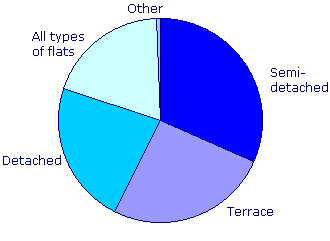 Other
All types
of flats
Semi-
detached
Detached
Terrace